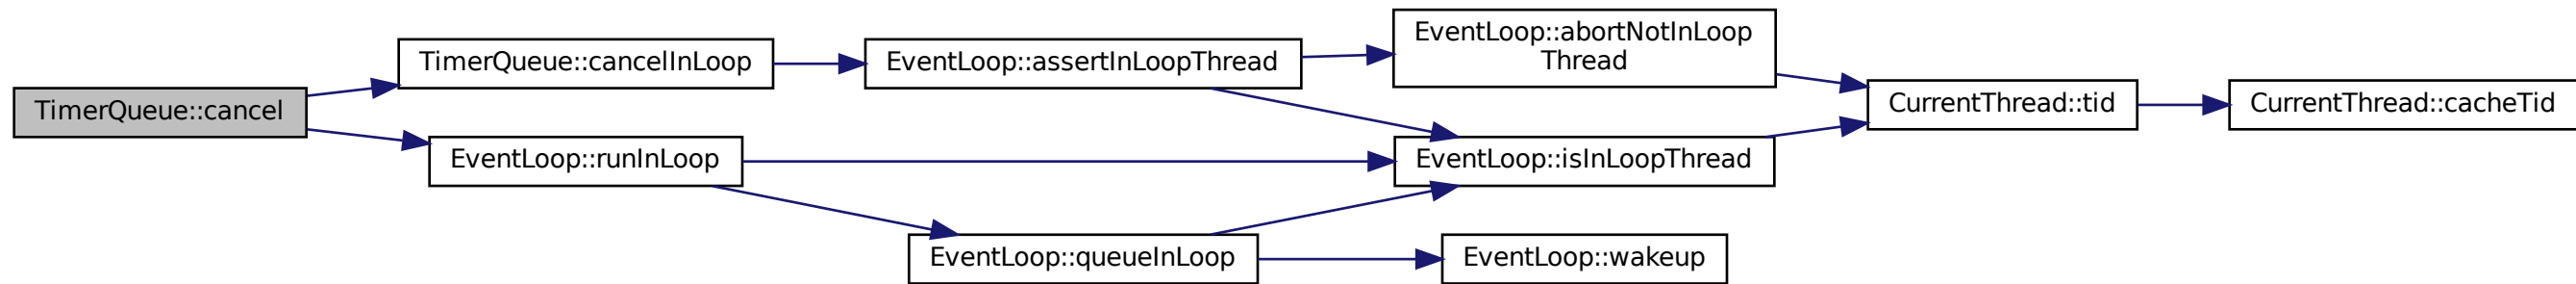 TimerQueue::cancel
TimerQueue::cancelInLoop
EventLoop::runInLoop
EventLoop::assertInLoopThread
EventLoop::queueInLoop
EventLoop::abortNotInLoop
Thread
EventLoop::isInLoopThread
EventLoop::wakeup
CurrentThread::tid
CurrentThread::cacheTid